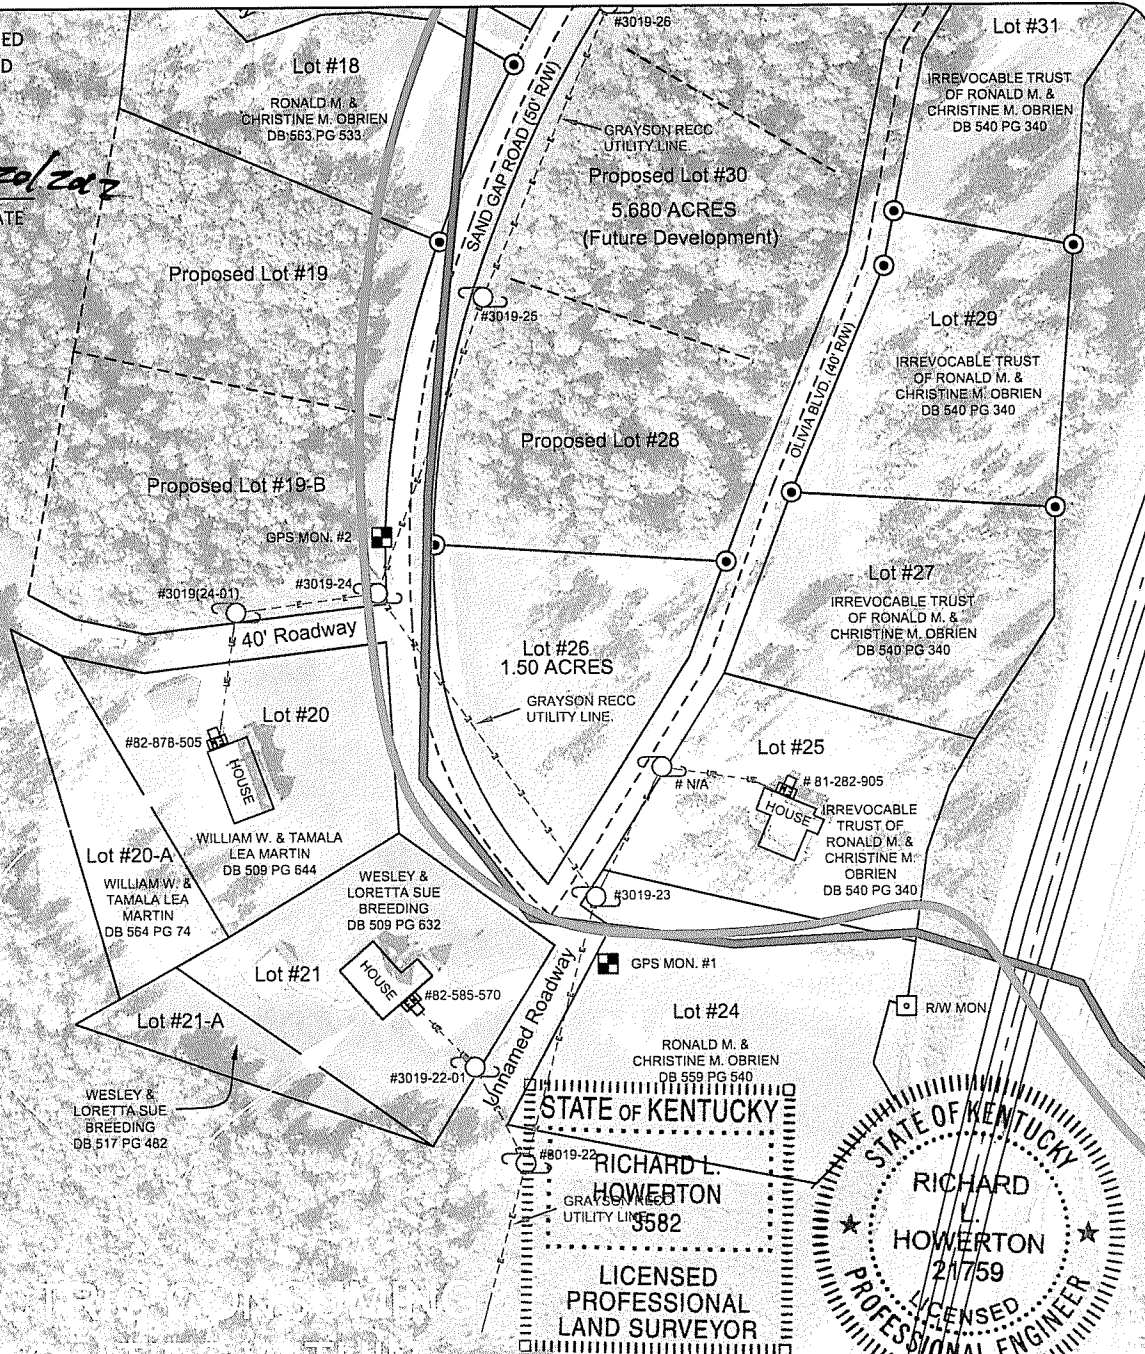 ED
D
ATE
#3019-26
Lot #31
Lot #18
RONALD M. &
CHRISTINE M. OBRIEN
DB 563 PG 533
IRREVOCABLE TRUST
OF RONALD M. &
CHRISTINE M. OBRIEN
DB 540 PG 340
SAND GAP ROAD (50' R/W)
GRAYSON RECC
UTILITY LINE.
Proposed Lot #30
5.680 ACRES
(Future Development)
Proposed Lot #19
#3019-25
Lot #29
IRREVOCABLE TRUST
OF RONALD M. &
CHRISTINE M. OBRIEN
DB 540 PG 340
OLIVIA BLVD. (40' R/W)
Proposed Lot #28
Proposed Lot #19-B
GPS MON. #2
#3019-24
#3019(24-01)
40' Roadway
Lot #27
IRREVOCABLE TRUST
OF RONALD M. &
CHRISTINE M. OBRIEN
DB 540 PG 340
Lot #26
1.50 ACRES
GRAYSON RECC
UTILITY LINE.
Lot #20
#82-878-505
HOUSE
WILLIAM W. & TAMALA
LEA MARTIN
DB 509 PG 644
Lot #25
# N/A
# 81-282-905
HOUSE
IRREVOCABLE
TRUST OF
RONALD M. &
CHRISTINE M.
OBRIEN
DB 540 PG 340
Lot #20-A
WILLIAM W. &
TAMALA LEA
MARTIN
DB 564 PG 74
WESLEY &
LORETTA SUE
BREEDING
DB 509 PG 632
#3019-23
Lot #21
HOUSE
#82-585-570
GPS MON. #1
Unnamed Roadway
Lot #21-A
Lot #24
RONALD M. &
CHRISTINE M. OBRIEN
DB 559 PG 540
R/W MON.
#3019-22-01
WESLEY &
LORETTA SUE
BREEDING
DB 517 PG 482
#3019-22
GRAYSON RECC
UTILITY LINE.
STATE OF KENTUCKY
RICHARD L.
HOWERTON
3582
LICENSED
PROFESSIONAL
LAND SURVEYOR
STATE OF KENTUCKY
RICHARD
L.
HOWERTON
21759
LICENSED
PROFESSIONAL ENGINEER